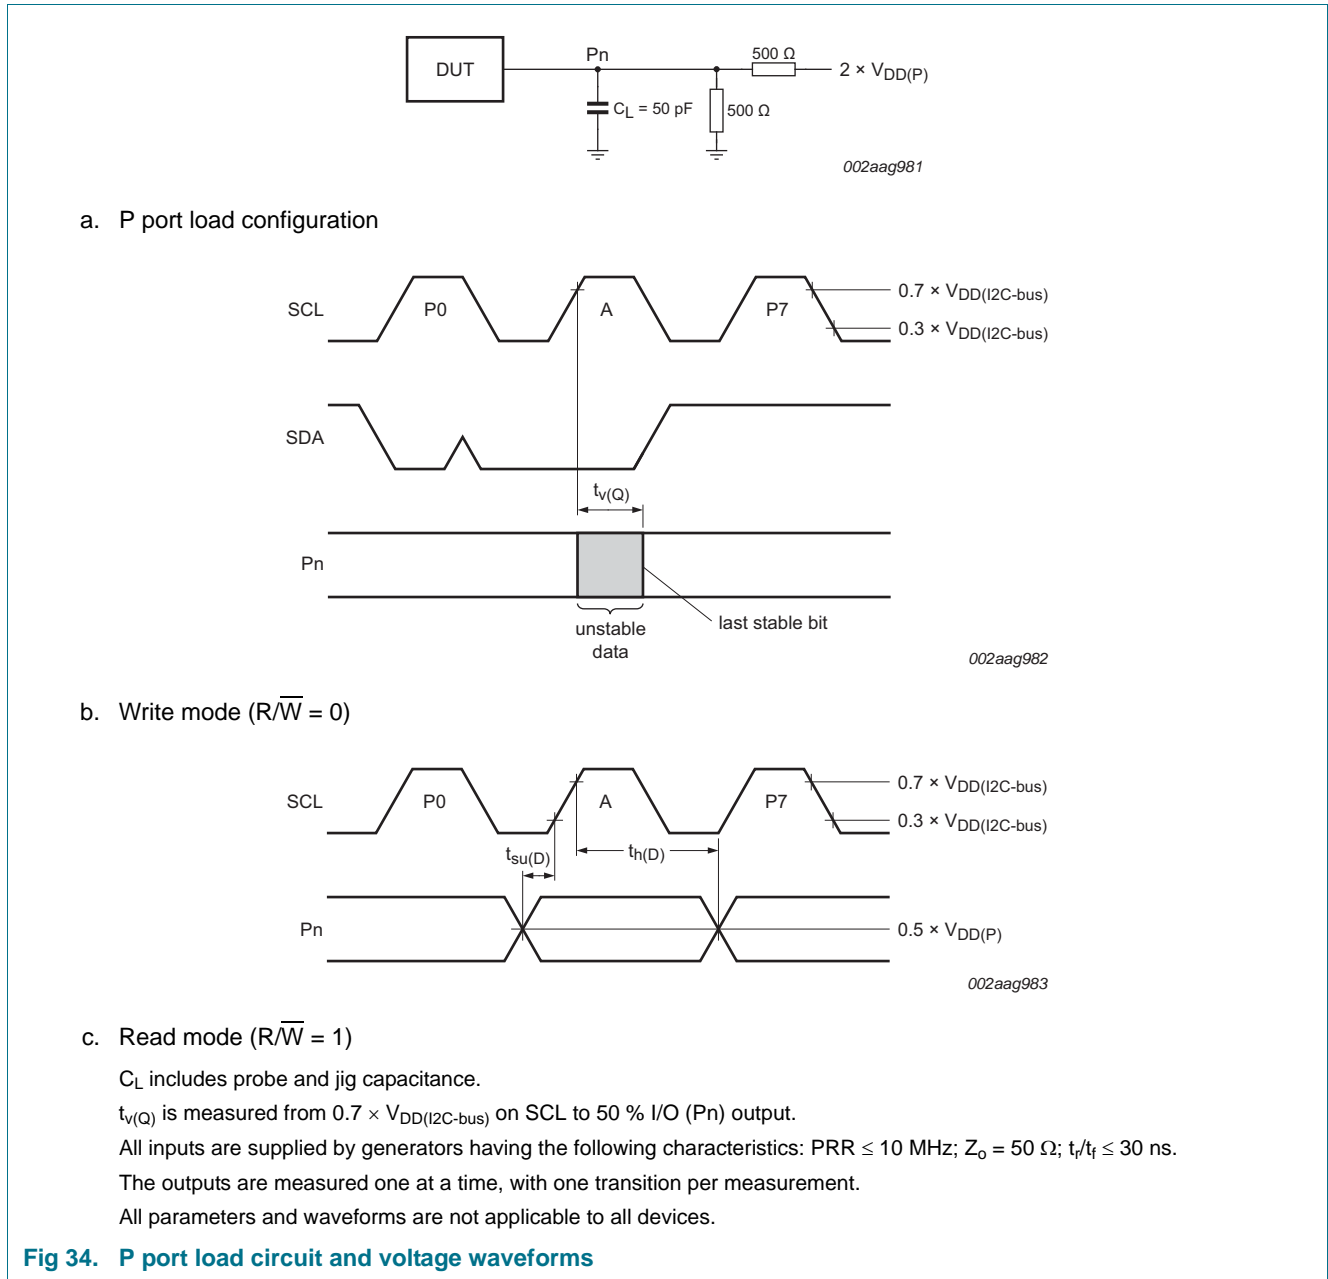 DUT
Pn
500 Ω
2 × VDD(P)
CL = 50 pF
500 Ω
002aag981
a. P port load configuration
SCL
P0
A
P7
0.7 × VDD(I2C-bus)
0.3 × VDD(I2C-bus)
SDA
tv(Q)
Pn
unstable
data
last stable bit
002aag982
b. Write mode (R/W̅ = 0)
SCL
P0
A
P7
0.7 × VDD(I2C-bus)
0.3 × VDD(I2C-bus)
tsu(D)
th(D)
Pn
0.5 × VDD(P)
002aag983
c. Read mode (R/W̅ = 1)
CL includes probe and jig capacitance.
tv(Q) is measured from 0.7 × VDD(I2C-bus) on SCL to 50 % I/O (Pn) output.
All inputs are supplied by generators having the following characteristics: PRR ≤ 10 MHz; Zo = 50 Ω; tr/tf ≤ 30 ns.
The outputs are measured one at a time, with one transition per measurement.
All parameters and waveforms are not applicable to all devices.
Fig 34. P port load circuit and voltage waveforms